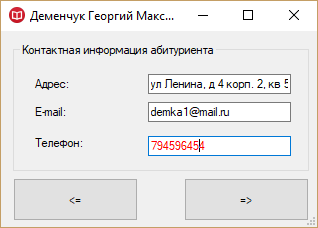 Деменчук Георгий Макс...
Контактная информация абитуриента
Адрес:
ул Ленина, д 4 корп. 2, кв 5
E-mail:
demka1@mail.ru
Телефон:
794596454
<=
=>